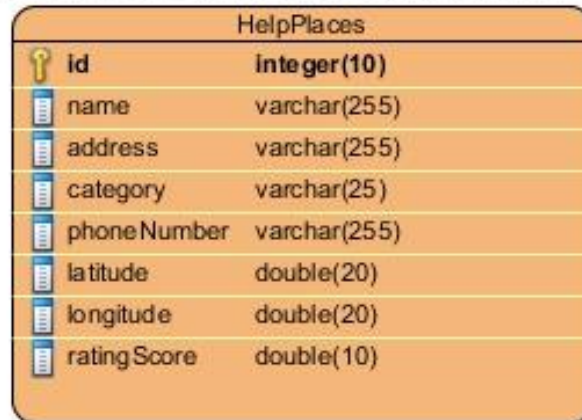 HelpPlaces
id integer(10)
name varchar(255)
address varchar(255)
category varchar(25)
phoneNumber varchar(255)
latitude double(20)
longitude double(20)
ratingScore double(10)